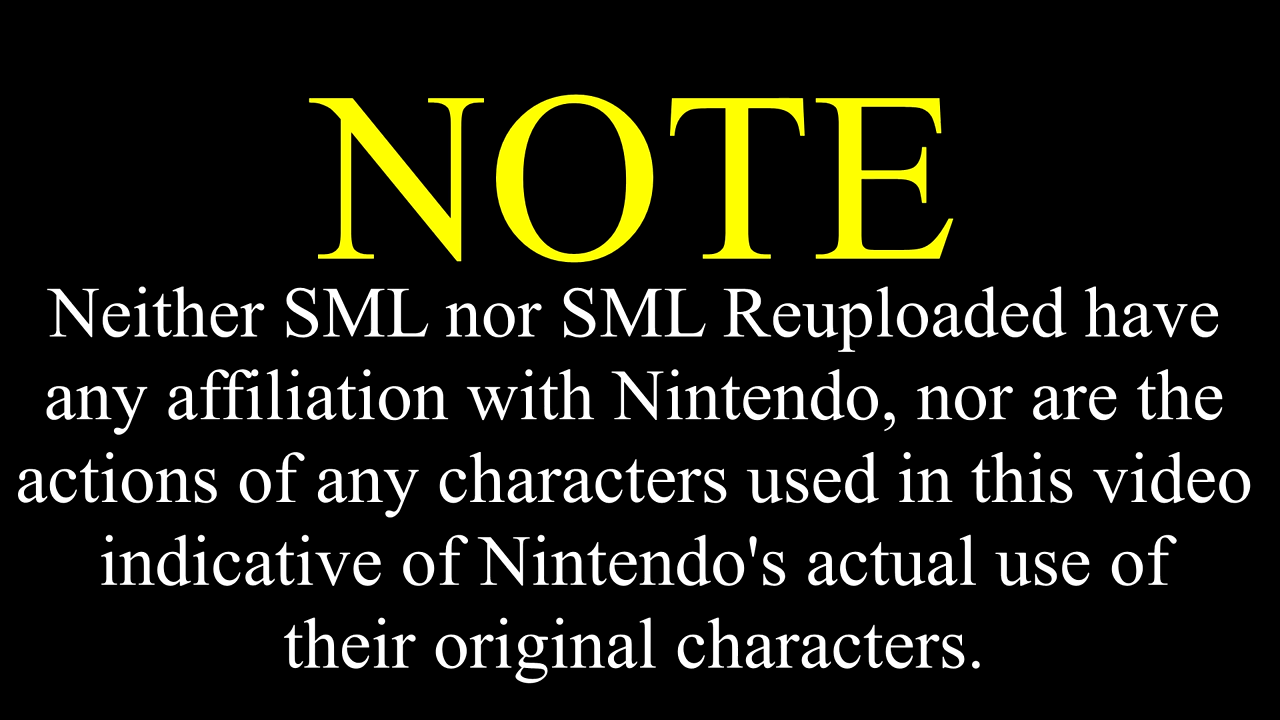 NOTE
Neither SML nor SML Reuploaded have
any affiliation with Nintendo, nor are the
actions of any characters used in this video
indicative of Nintendo's actual use of
their original characters.